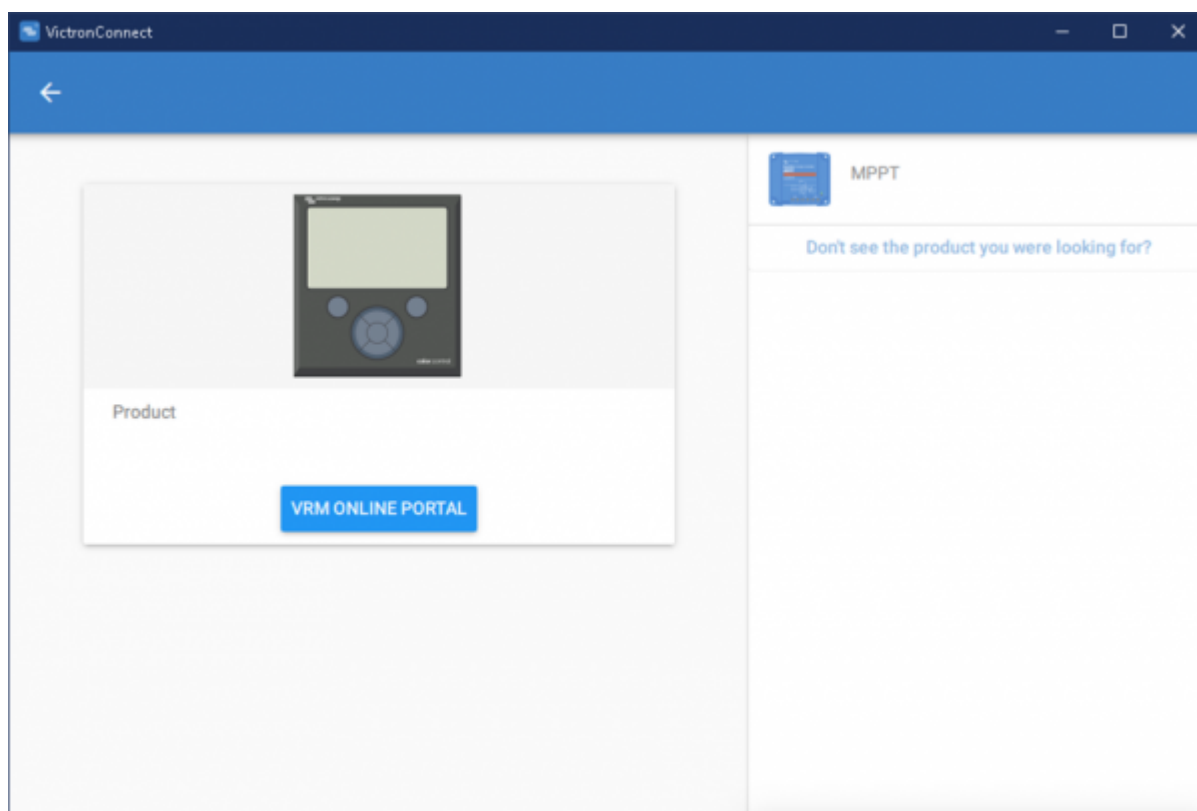 VictronConnect
Product
VRM ONLINE PORTAL
MPPT
Don't see the product you were looking for?